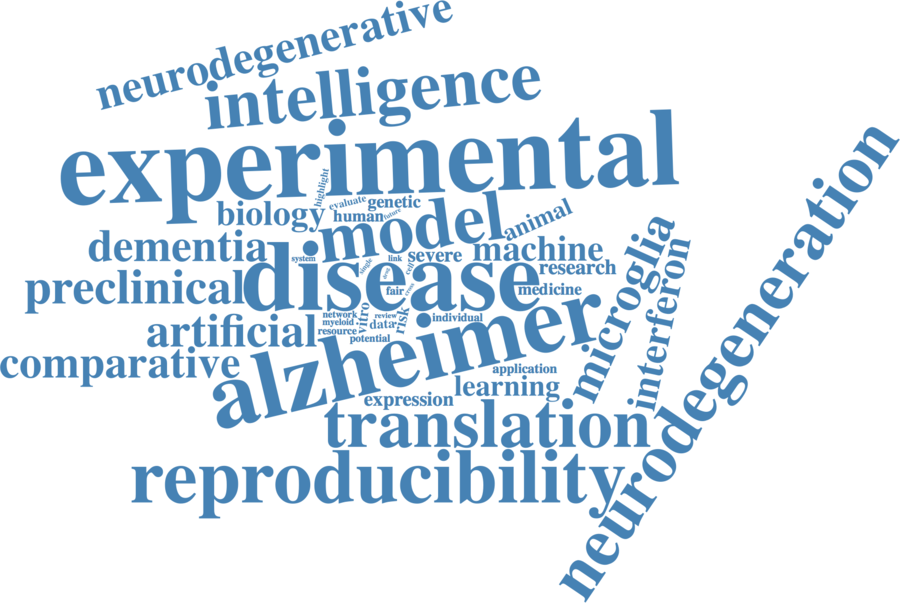 neurodegenerative
intelligence
experimental
highlight
evaluate
genetic
biology
human
future
model
animal
dementia
system
link
severe
machine
single
cell
research
preclinical
disease
fair
cross
medicine
microglia
interferon
neurodegeneration
artificial
network
myeloid
resource
vitro
review
data
risk
individual
potential
comparative
alzheimer
application
learning
expression
translation
reproducibility